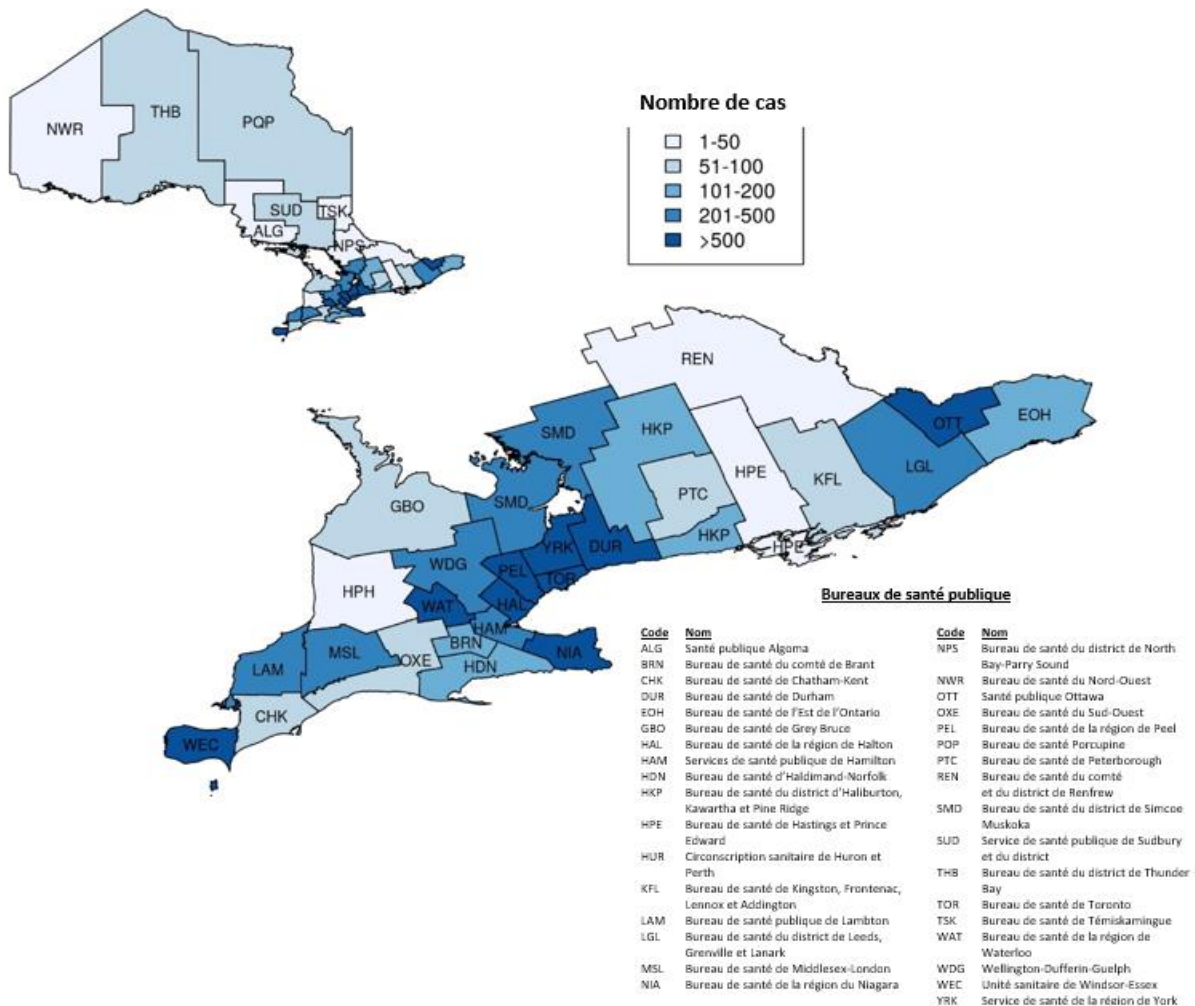 NWR
THB
PQP
SUD
TSK
ALG
NPS
Nombre de cas
1-50
51-100
101-200
201-500
>500
REN
SMD
HKP
OTT
EOH
HPE
LGL
KFL
PTC
GBO
SMD
HKP
YRK
DUR
HPE
WDG
PEL
TOR
HPH
WAT
HAL
HAM
BRN
NIA
MSL
OXE
HDN
LAM
CHK
WEC
Bureaux de santé publique
Code Nom
ALG Santé publique Algoma
BRN Bureau de santé du comté de Brant
CHK Bureau de santé de Chatham-Kent
DUR Bureau de santé de Durham
EOH Bureau de santé de l'Est de l'Ontario
GBO Bureau de santé de Grey Bruce
HAL Bureau de santé de la région de Halton
HAM Services de santé publique de Hamilton
HDN Bureau de santé d'Haldimand-Norfolk
HKP Bureau de santé du district d'Haliburton,
Kawartha et Pine Ridge
HPE Bureau de santé de Hastings et Prince
Edward
HUR Circonscription sanitaire de Huron et
Perth
KFL Bureau de santé de Kingston, Frontenac,
Lennox et Addington
LAM Bureau de santé publique de Lambton
LGL Bureau de santé du district de Leeds,
Grenville et Lanark
MSL Bureau de santé de Middlesex-London
NIA Bureau de santé de la région du Niagara
Code Nom
NPS Bureau de santé du district de North
Bay-Parry Sound
NWR Bureau de santé du Nord-Ouest
OTT Santé publique Ottawa
OXE Bureau de santé du Sud-Ouest
PEL Bureau de santé de la région de Peel
POP Bureau de santé Porcupine
PTC Bureau de santé de Peterborough
REN Bureau de santé du comté
et du district de Renfrew
SMD Bureau de santé du district de Simcoe
Muskoka
SUD Service de santé publique de Sudbury
et du district
THB Bureau de santé du district de Thunder
Bay
TOR Bureau de santé de Toronto
TSK Bureau de santé de Témiskamingue
WAT Bureau de santé de la région de
Waterloo
WDG Wellington-Dufferin-Guelph
WEC Unité sanitaire de Windsor-Essex
YRK Service de santé de la région de York